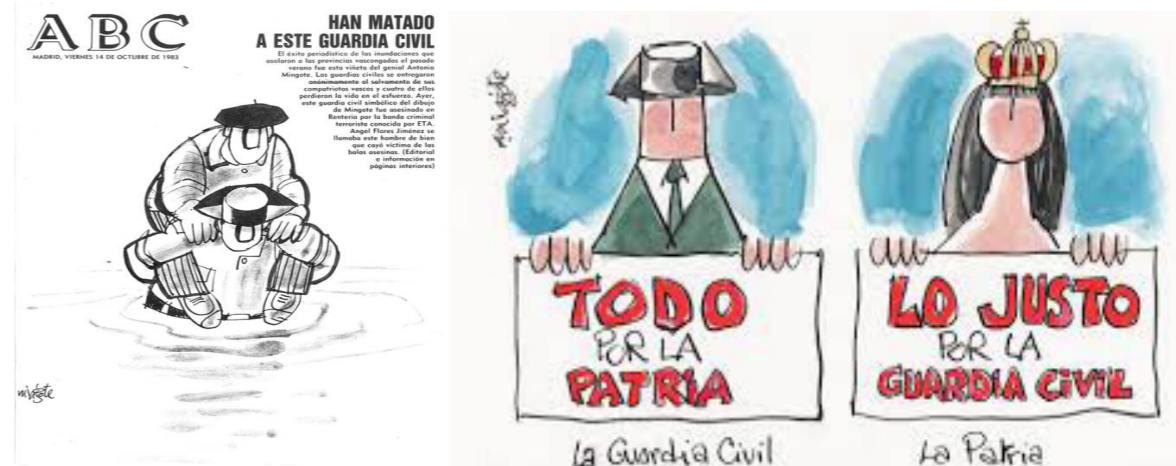 ABC
MADRID, VIERNES 14 DE OCTUBRE DE 1983
HAN MATADO
A ESTE GUARDIA CIVIL
El éxito periodístico de las inundaciones que
asolaron a las provincias vascongadas el pasado
verano fue esta viñeta del genial Antonio
Mingote. Los guardias civiles se entregaron
anónimamente al salvamento de sus
compatriotas vascos y cuatro de ellos
perdieron la vida en el esfuerzo. Ayer,
este guardia civil simbólico del dibujo
de Mingote fue asesinado en
Rentería por la banda criminal
terrorista conocida por ETA.
Angel Flores Jiménez se
llamaba este hombre de bien
que cayó víctima de las
balas asesinas. (Editorial
e información en
páginas interiores)
mingote
mingote
TODO
POR LA
PATRIA
La Guardia Civil
LO JUSTO
POR LA
GUARDIA CIVIL
La Patria